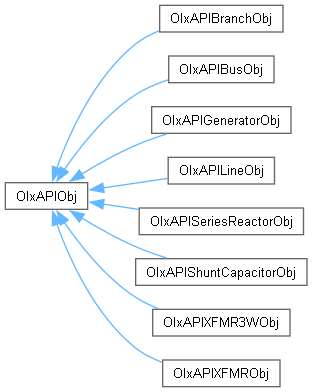 OlxAPIBranchObj
OlxAPIBusObj
OlxAPIGeneratorObj
OlxAPILineObj
OlxAPIObj
OlxAPISeriesReactorObj
OlxAPIShuntCapacitorObj
OlxAPIXFMR3WObj
OlxAPIXFMRObj